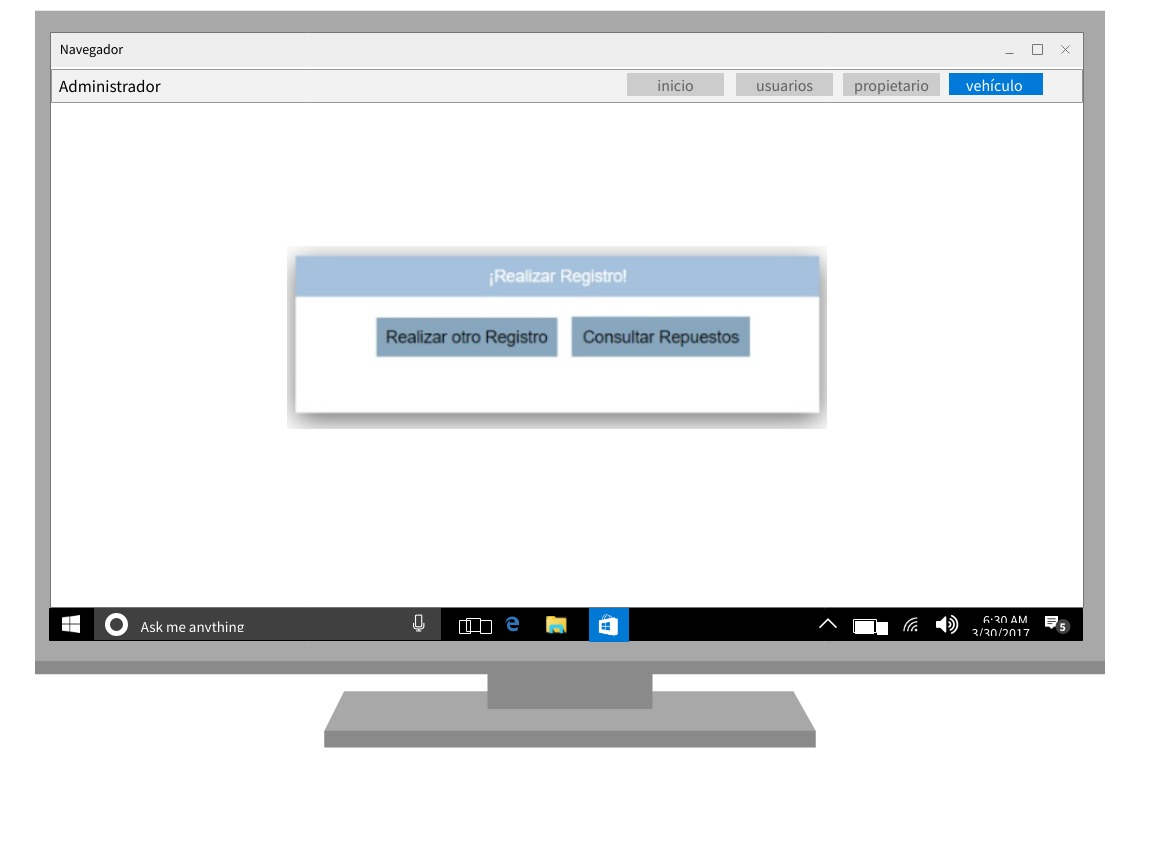 Navegador
Administrador
inicio
usuarios
propietario
vehículo
¡Realizar Registro!
Realizar otro Registro
Consultar Repuestos
Ask me anything
6:30 AM
3/30/2017
5